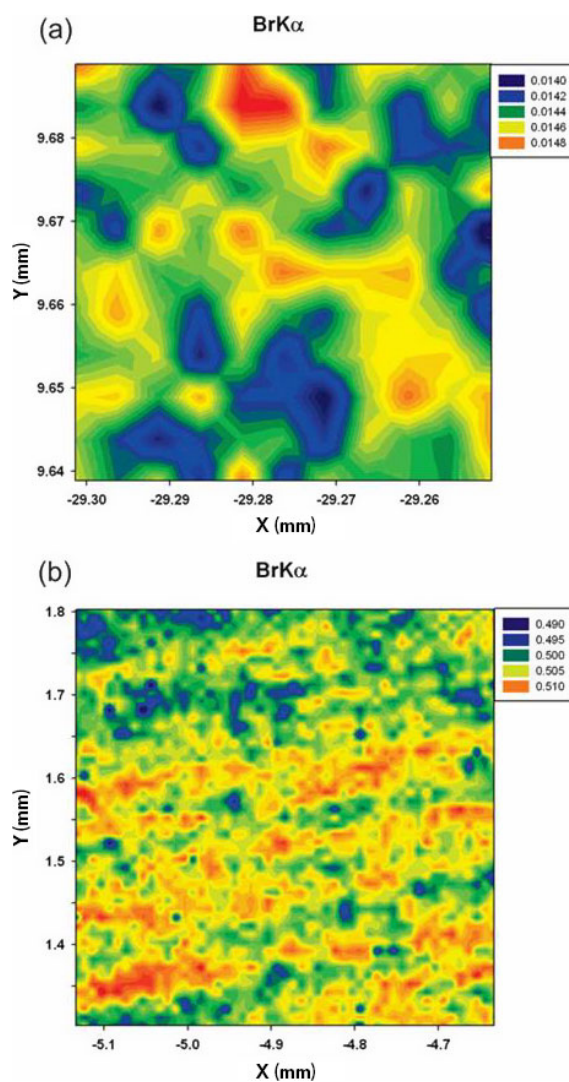 (a)
BrKα
0.0140
0.0142
0.0144
0.0146
0.0148
9.68
9.67
9.66
9.65
9.64
Y (mm)
-29.30 -29.29 -29.28 -29.27 -29.26
X (mm)
(b)
BrKα
0.490
0.495
0.500
0.505
0.510
1.8
1.7
1.6
1.5
1.4
Y (mm)
-5.1 -5.0 -4.9 -4.8 -4.7
X (mm)